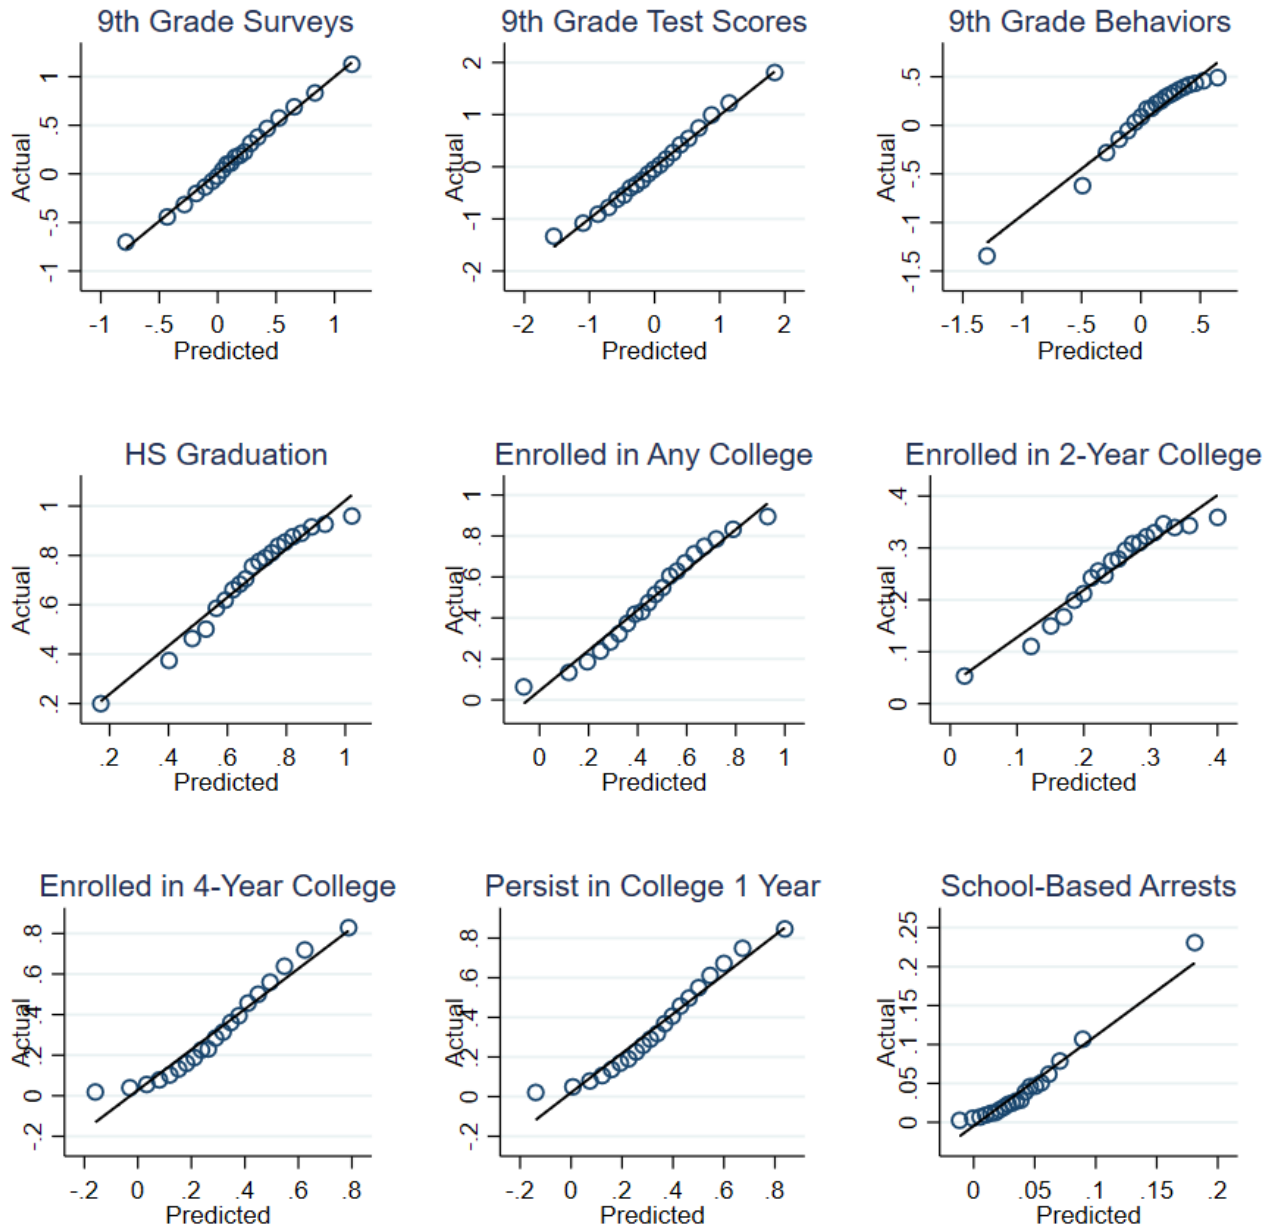 9th Grade Surveys
Actual
1
.5
0
-.5
-1
-1 -.5 0 .5 1
Predicted
9th Grade Test Scores
Actual
2
1
0
-1
-2
-2 -1 0 1 2
Predicted
9th Grade Behaviors
Actual
.5
0
-.5
-1
-1.5
-1.5 -1 -.5 0 .5
Predicted
HS Graduation
Actual
1
.8
.6
.4
.2
.2 .4 .6 .8 1
Predicted
Enrolled in Any College
Actual
1
.8
.6
.4
.2
0
0 .2 .4 .6 .8 1
Predicted
Enrolled in 2-Year College
Actual
.4
.3
.2
.1
0
0 .1 .2 .3 .4
Predicted
Enrolled in 4-Year College
Actual
.8
.6
.4
.2
0
-.2
-.2 0 .2 .4 .6 .8
Predicted
Persist in College 1 Year
Actual
.8
.6
.4
.2
0
-.2
-.2 0 .2 .4 .6 .8
Predicted
School-Based Arrests
Actual
.25
.2
.15
.1
.05
0
0 .05 .1 .15 .2
Predicted